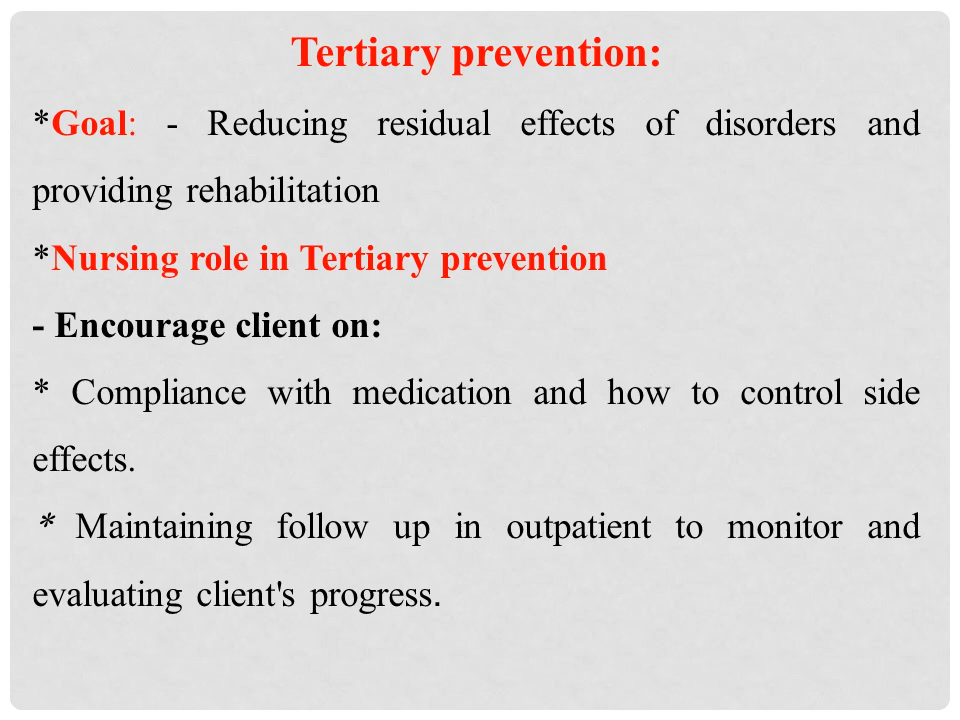 Tertiary prevention:
*Goal: - Reducing residual effects of disorders and
providing rehabilitation
*Nursing role in Tertiary prevention
- Encourage client on:
* Compliance with medication and how to control side
effects.
* Maintaining follow up in outpatient to monitor and
evaluating client's progress.